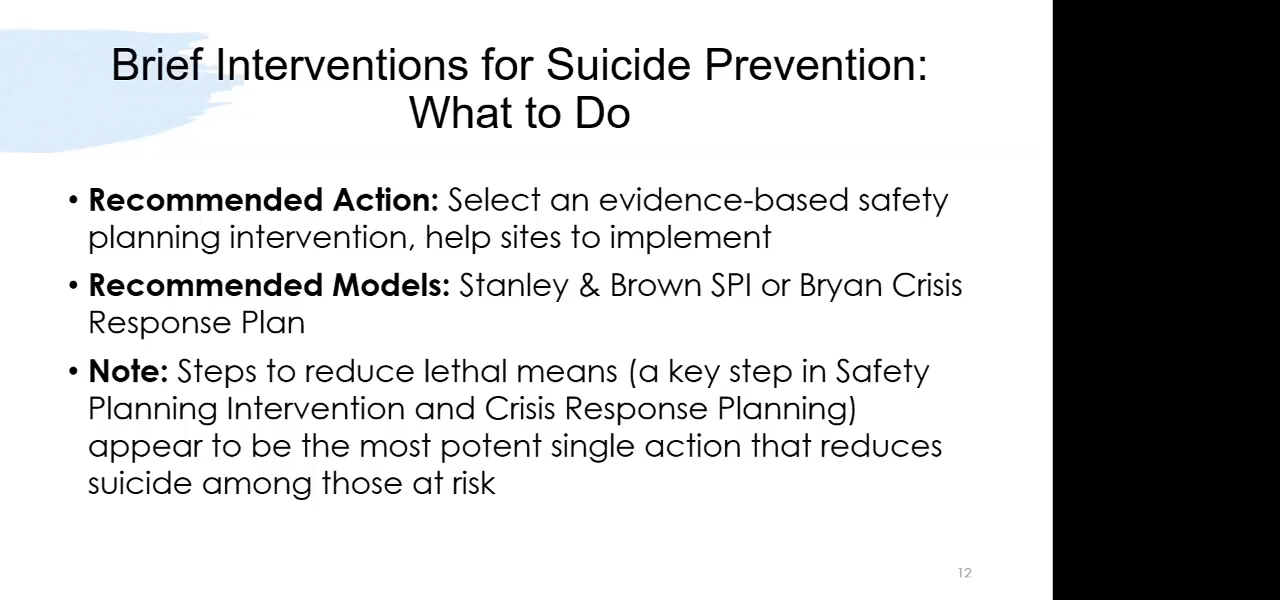 Brief Interventions for Suicide Prevention:
What to Do
• Recommended Action: Select an evidence-based safety
planning intervention, help sites to implement
• Recommended Models: Stanley & Brown SPI or Bryan Crisis
Response Plan
• Note: Steps to reduce lethal means (a key step in Safety
Planning Intervention and Crisis Response Planning)
appear to be the most potent single action that reduces
suicide among those at risk
12